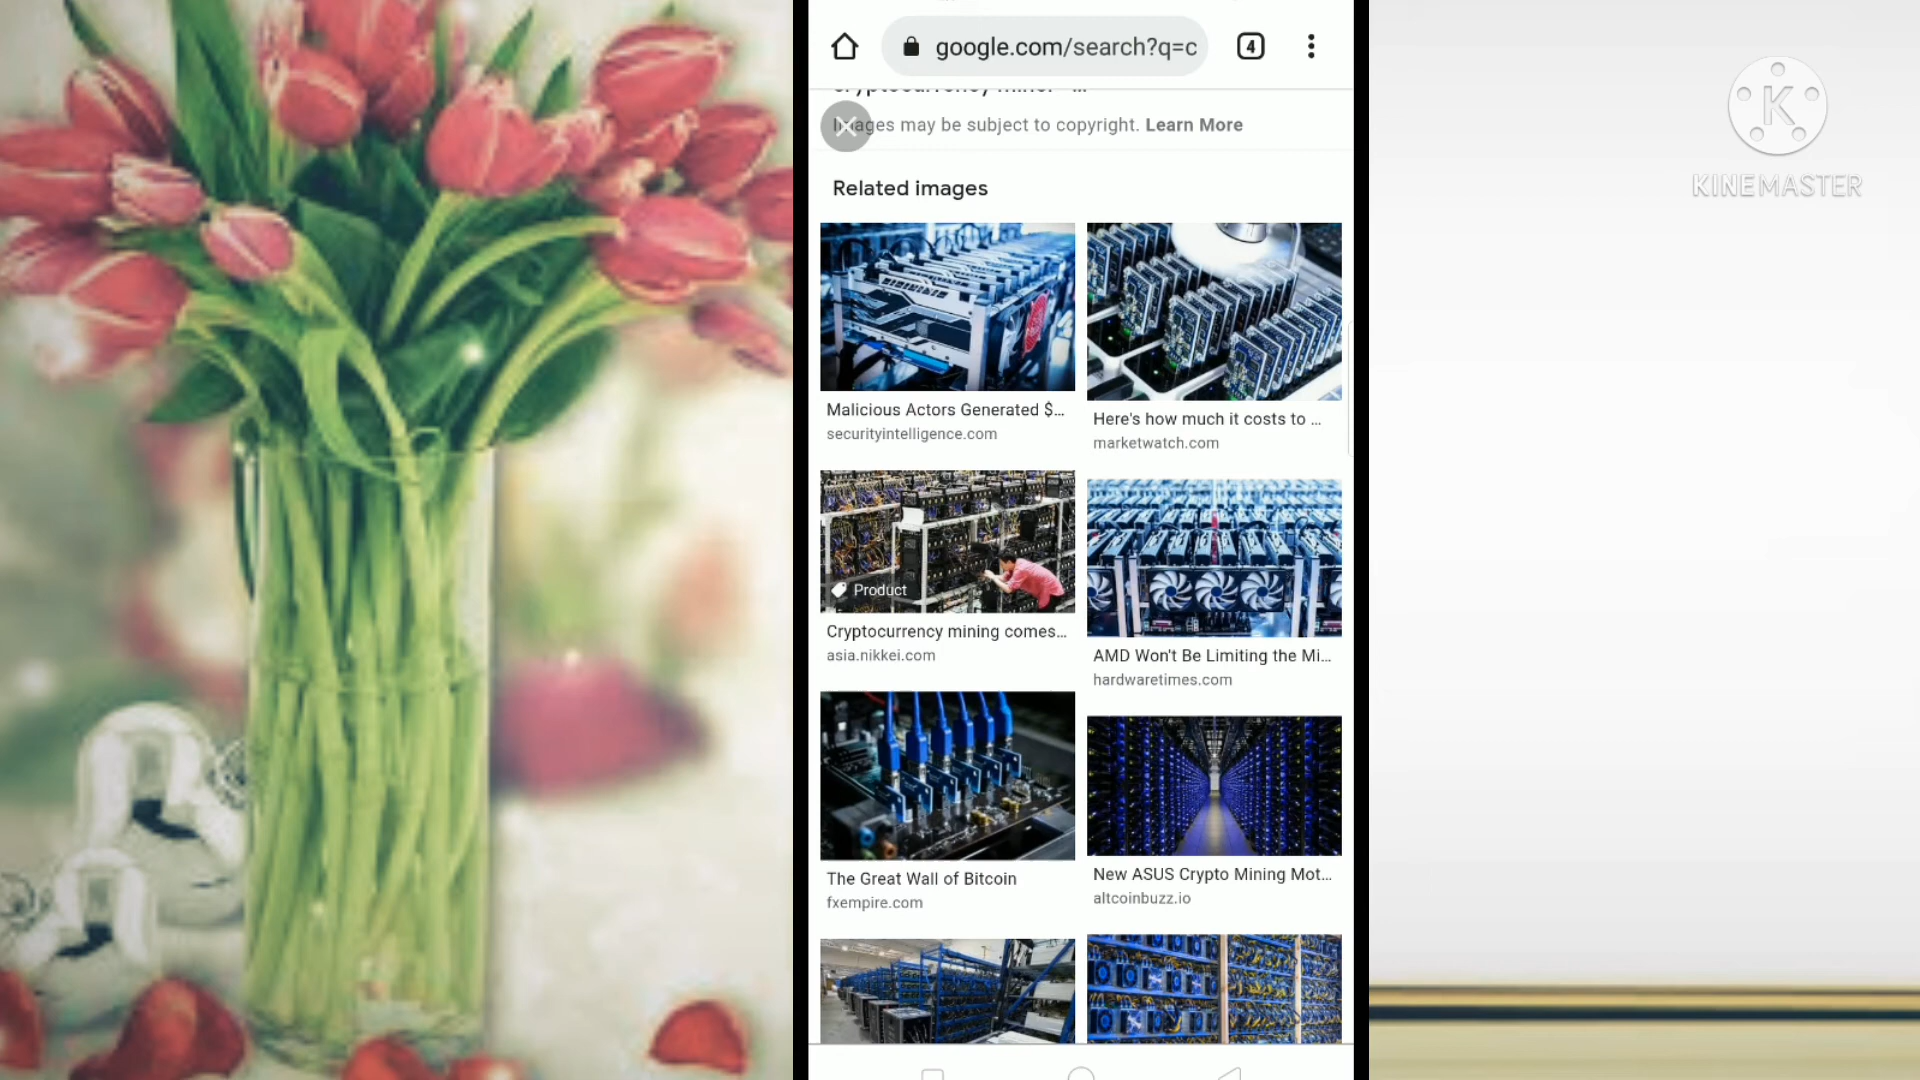 google.com/search?q=c
4
cryptocurrency miner - ...
Images may be subject to copyright. Learn More
Related images
Malicious Actors Generated $...
securityintelligence.com
Here's how much it costs to ...
marketwatch.com
Product
Cryptocurrency mining comes...
asia.nikkei.com
AMD Won't Be Limiting the Mi...
hardwaretimes.com
The Great Wall of Bitcoin
fxempire.com
New ASUS Crypto Mining Mot...
altcoinbuzz.io
K
KINEMASTER